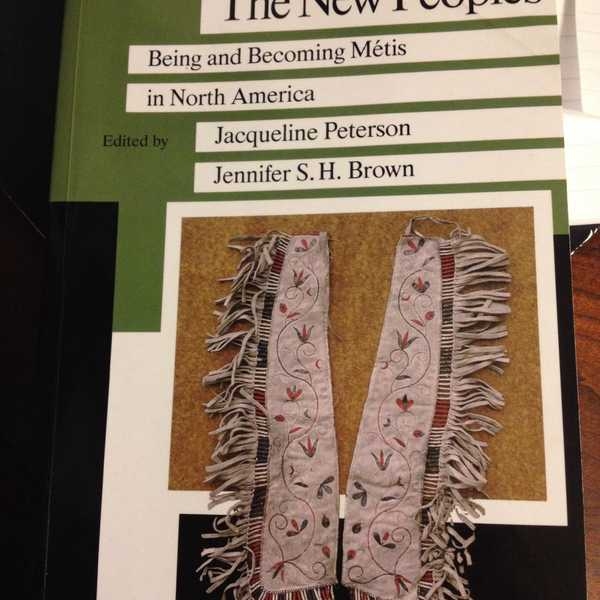 The New Peoples
Being and Becoming Métis
in North America
Edited by
Jacqueline Peterson
Jennifer S. H. Brown